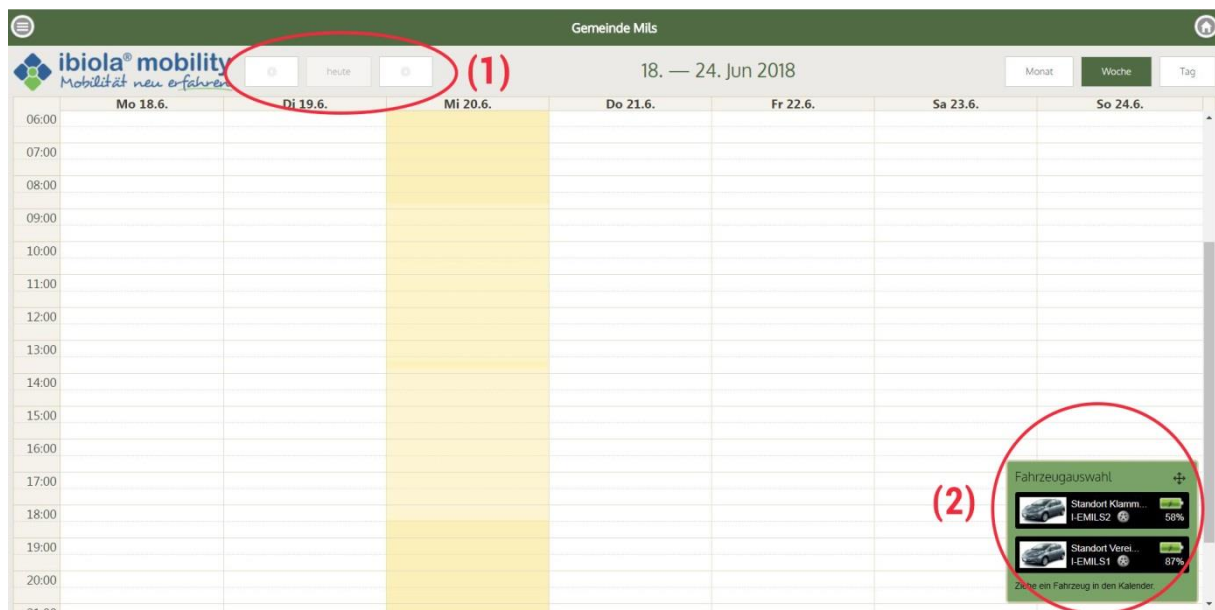 Gemeinde Mils
ibiola® mobility
Mobilität neu erfahren
heute
(1)
18. — 24. Jun 2018
Monat
Woche
Tag
Mo 18.6.
Di 19.6.
Mi 20.6.
Do 21.6.
Fr 22.6.
Sa 23.6.
So 24.6.
06:00
07:00
08:00
09:00
10:00
11:00
12:00
13:00
14:00
15:00
16:00
17:00
18:00
19:00
20:00
(2)
Fahrzeugauswahl
Standort Klamm...
I-EMILS2
58%
Standort Verei...
I-EMILS1
87%
Ziehe ein Fahrzeug in den Kalender.